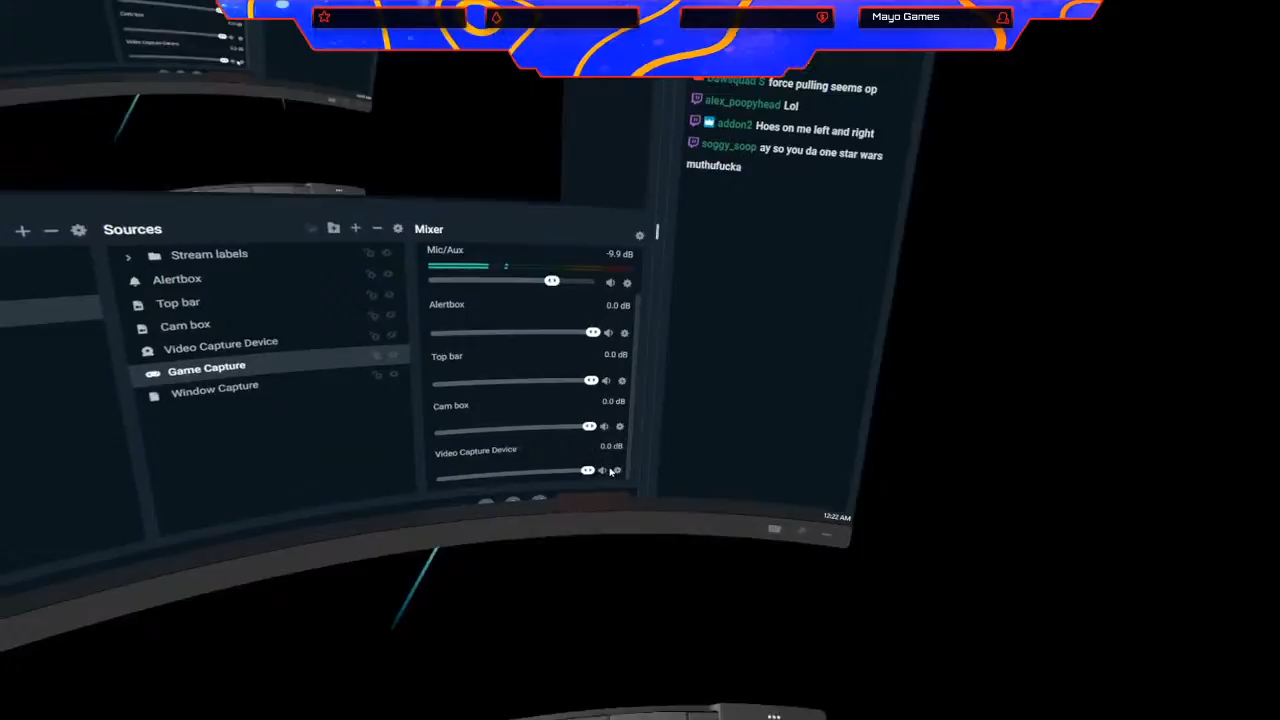 Mayo Games
Dawsquad S force pulling seems op
alex_poopyhead Lol
addon2 Hoes on me left and right
soggy_soop ay so you da one star wars
muthufucka
Sources
Mixer
Stream labels
Alertbox
Top bar
Cam box
Video Capture Device
Game Capture
Window Capture
Mic/Aux -9.9 dB
Alertbox 0.0 dB
Top bar 0.0 dB
Cam box 0.0 dB
Video Capture Device 0.0 dB
12:22 AM